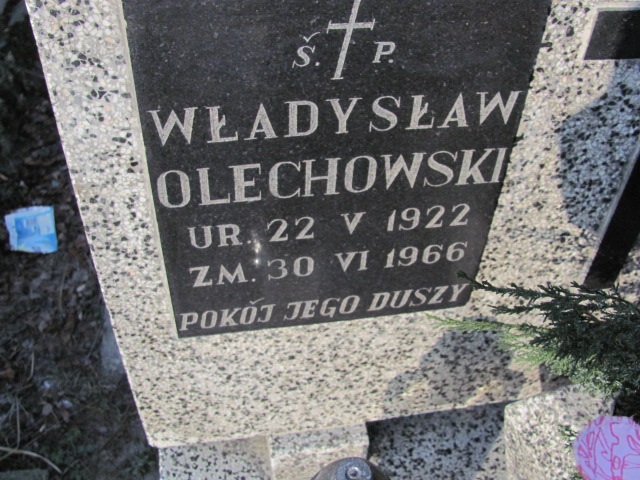 Ś. P.
WŁADYSŁAW
OLECHOWSKI
UR. 22 V 1922
ZM. 30 VI 1966
POKÓJ JEGO DUSZY